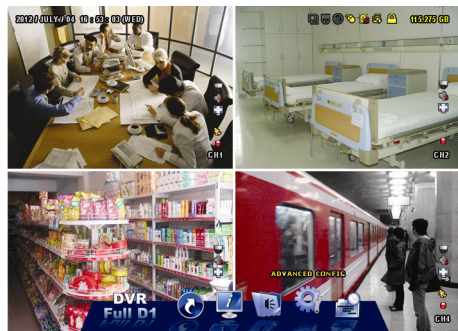 2012 / JULY / 04 16 : 53 : 03 (WED)
115.275 GB
CH1
CH2
ADVANCED CONFIG
DVR
Full D1
CH4